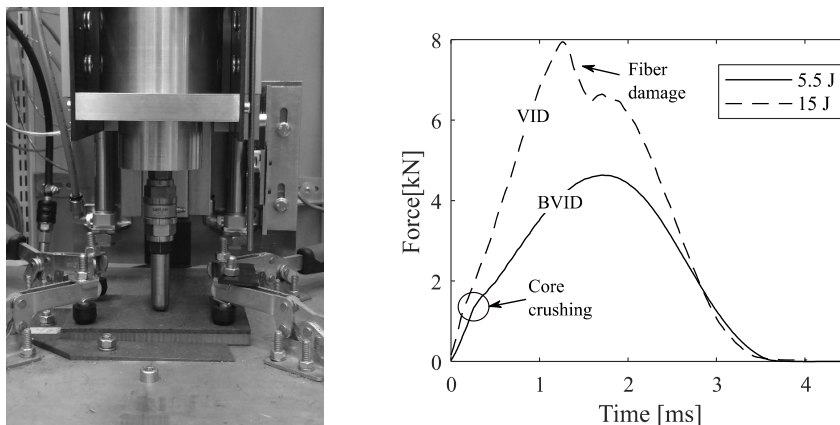 8
6
4
2
0
Force[kN]
0
1
2
3
4
Time [ms]
Fiber
damage
VID
BVID
Core
crushing
5.5 J
15 J